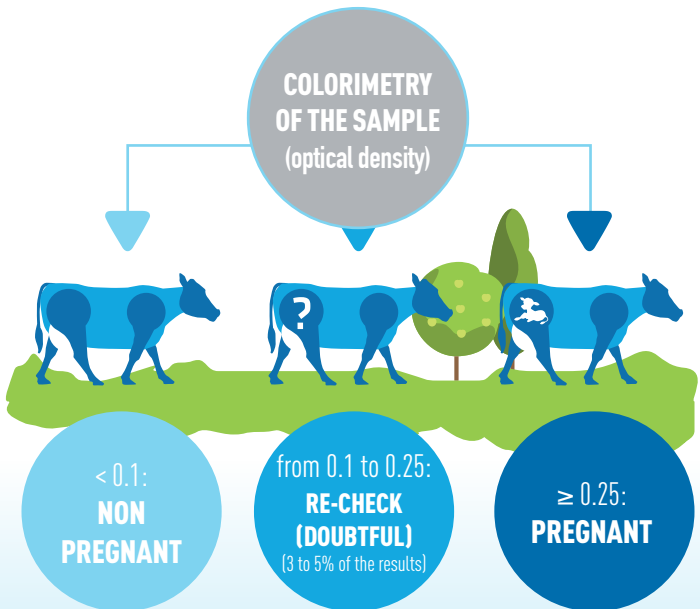 COLORIMETRY
OF THE SAMPLE
(optical density)
?
< 0.1:
NON
PREGNANT
from 0.1 to 0.25:
RE-CHECK
(DOUBTFUL)
(3 to 5% of the results)
≥ 0.25:
PREGNANT